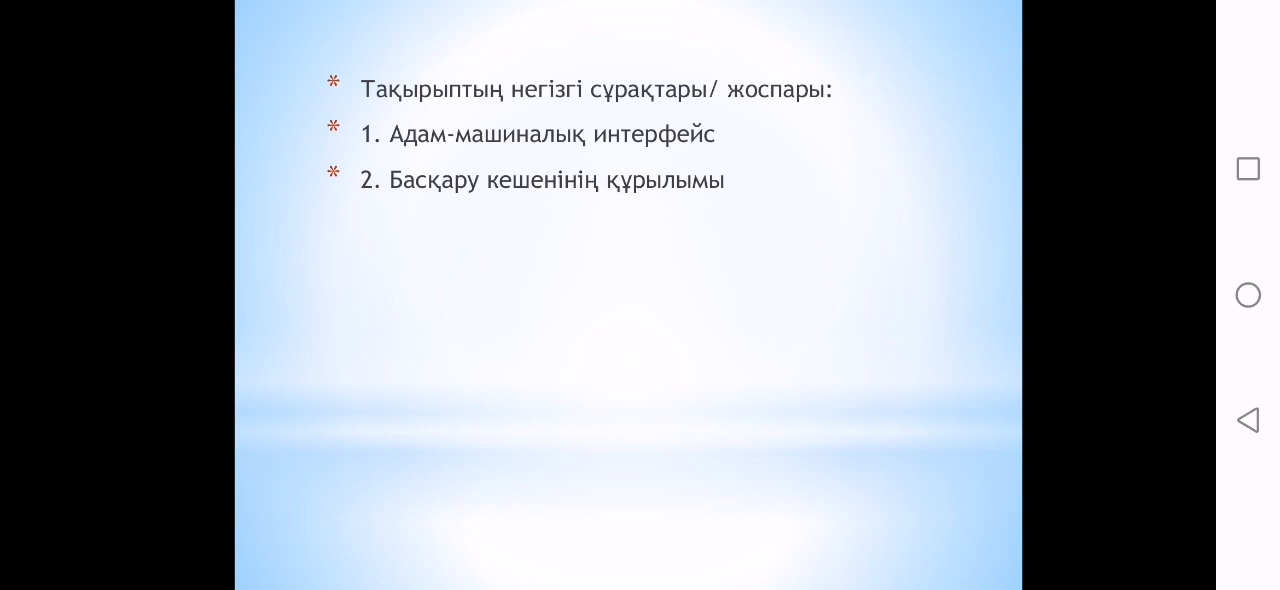 * Тақырыптың негізгі сұрақтары/ жоспары:
* 1. Адам-машиналық интерфейс
* 2. Басқару кешенінің құрылымы